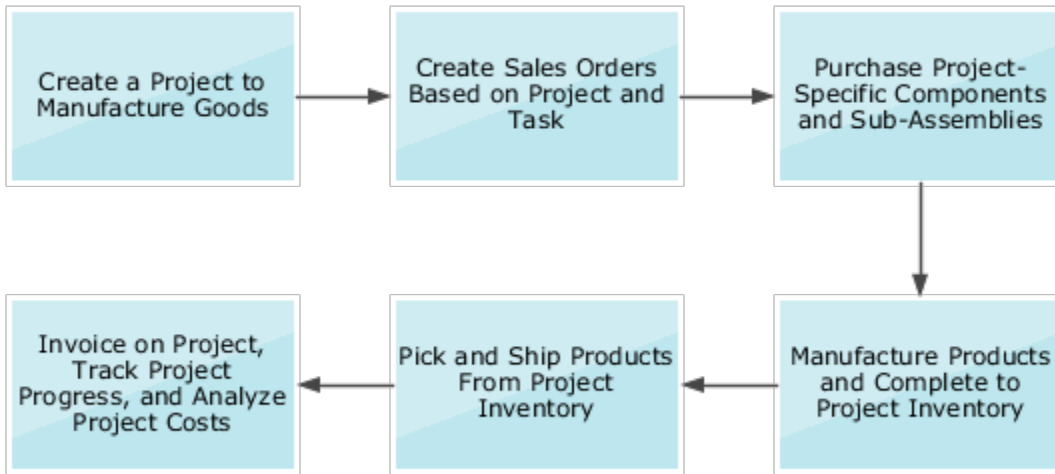 Create a Project to
Manufacture Goods
Create Sales Orders
Based on Project and
Task
Purchase Project-
Specific Components
and Sub-Assemblies
Manufacture Products
and Complete to
Project Inventory
Pick and Ship Products
From Project
Inventory
Invoice on Project,
Track Project
Progress, and Analyze
Project Costs